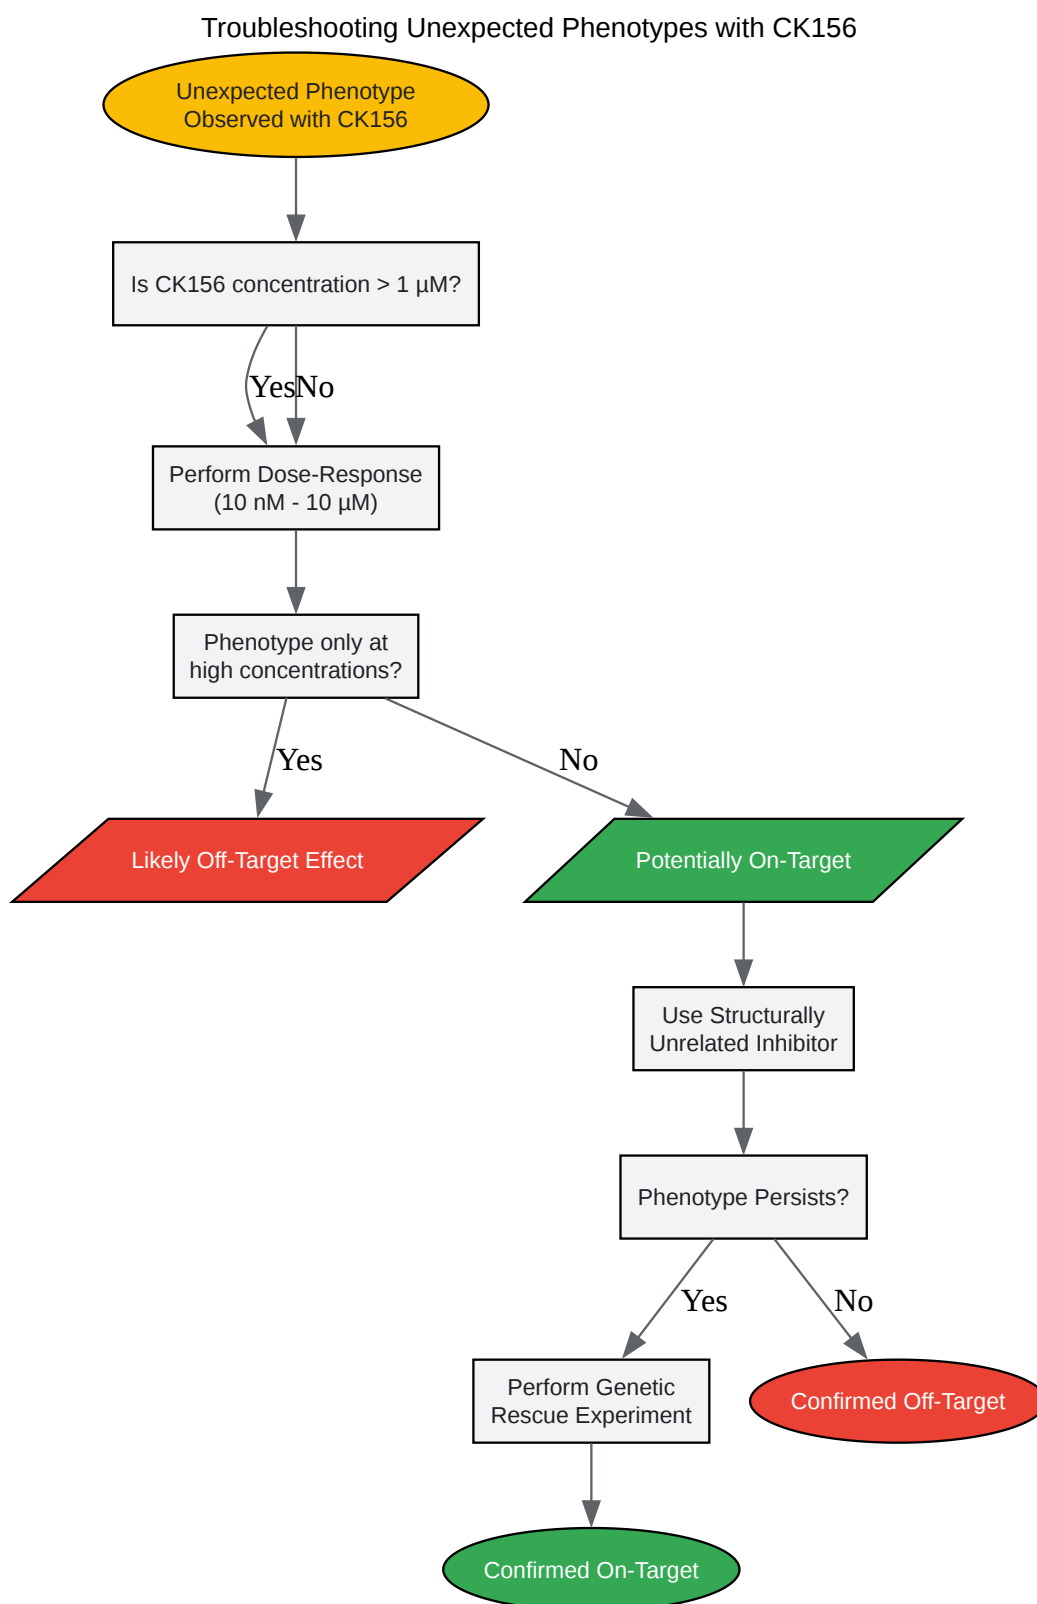 Troubleshooting Unexpected Phenotypes with CK156
Unexpected Phenotype
Observed with CK156
Is CK156 concentration > 1 µM?
Yes
No
Perform Dose-Response
(10 nM - 10 µM)
Phenotype only at
high concentrations?
Yes
No
Likely Off-Target Effect
Potentially On-Target
Use Structurally
Unrelated Inhibitor
Phenotype Persists?
Yes
No
Perform Genetic
Rescue Experiment
Confirmed Off-Target
Confirmed On-Target